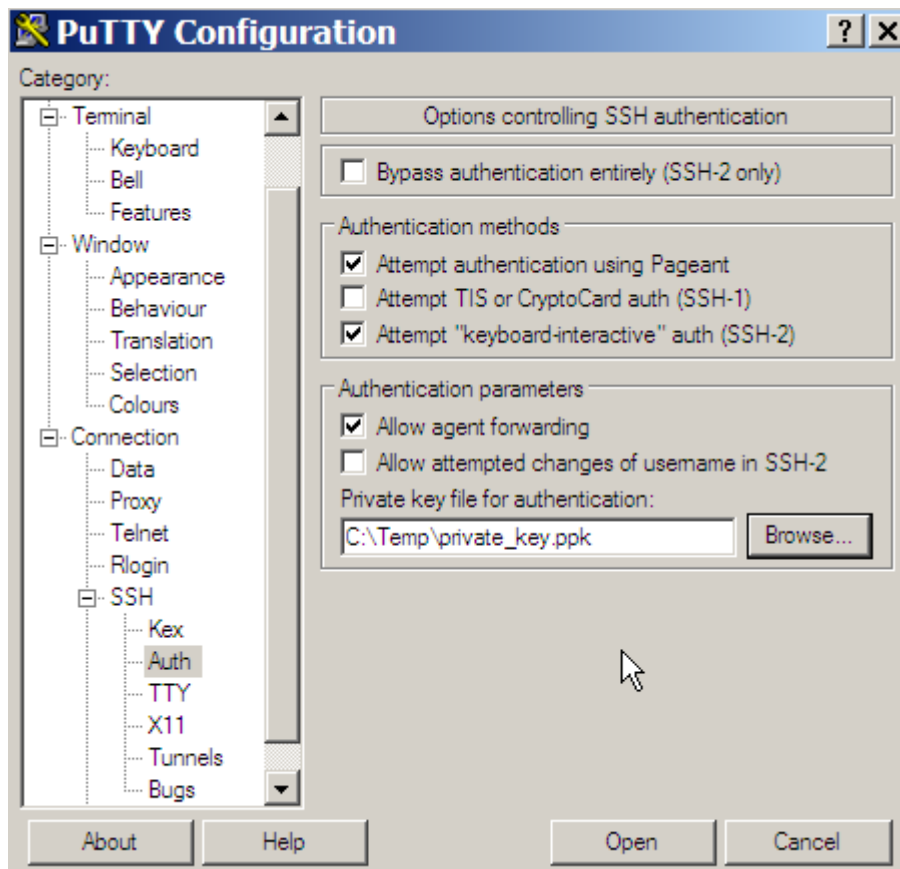 PuTTY Configuration
?
Category:
Terminal
Keyboard
Bell
Features
Window
Appearance
Behaviour
Translation
Selection
Colours
Connection
Data
Proxy
Telnet
Rlogin
SSH
Kex
Auth
TTY
X11
Tunnels
Bugs
Options controlling SSH authentication
Bypass authentication entirely (SSH-2 only)
Authentication methods
Attempt authentication using Pageant
Attempt TIS or CryptoCard auth (SSH-1)
Attempt "keyboard-interactive" auth (SSH-2)
Authentication parameters
Allow agent forwarding
Allow attempted changes of username in SSH-2
Private key file for authentication:
C:\Temp\private_key.ppk
Browse...
About
Help
Open
Cancel